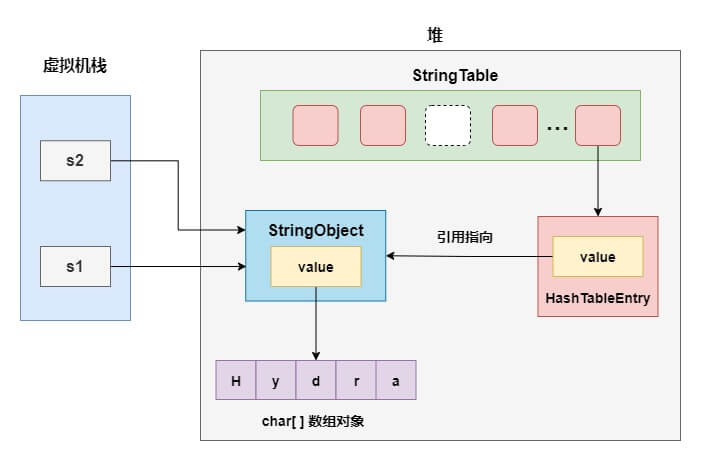 堆
虚拟机栈
StringTable
...
s2
StringObject
value
s1
引用指向
value
HashTableEntry
H y d r a
char[ ] 数组对象